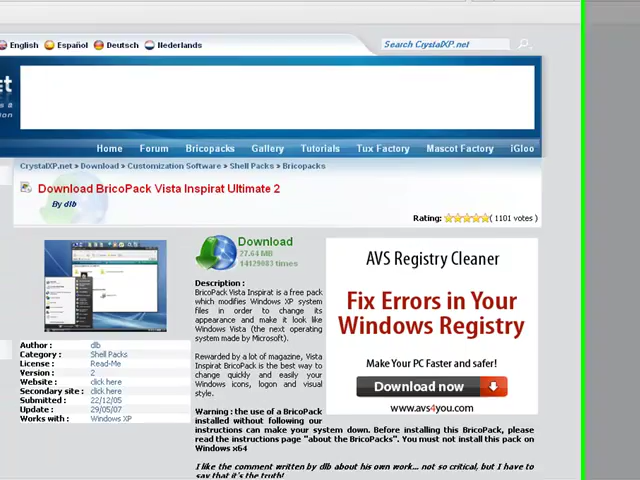 English Español Deutsch Nederlands
Search CrystalXP.net
Home Forum Bricopacks Gallery Tutorials Tux Factory Mascot Factory iGloo
CrystalXP.net » Download » Customization Software » Shell Packs » Bricopacks
Download BricoPack Vista Inspirat Ultimate 2
By dlb
Rating: ( 1101 votes )
Download
27.64 MB
14129083 times
Description :
BricoPack Vista Inspirat is a free pack
which modifies Windows XP system
files in order to change its
appearance and make it look like
Windows Vista (the next operating
system made by Microsoft).
Rewarded by a lot of magazine, Vista
Inspirat BricoPack is the best way to
change quickly and easily your
Windows icons, logon and visual
style.
Warning : the use of a BricoPack
installed without following our
instructions can make your system down. Before installing this BricoPack, please
read the instructions page "about the BricoPacks". You must not install this pack on
Windows x64
I like the comment written by dlb about his own work... not so critical, but I have to
say that it's the truth!
AVS Registry Cleaner
Fix Errors in Your
Windows Registry
Make Your PC Faster and safer!
Download now
www.avs4you.com
Author : dlb
Category : Shell Packs
License : Read-Me
Version : 2
Website : click here
Secondary site : click here
Submitted : 22/12/05
Update : 29/05/07
Works with : Windows XP